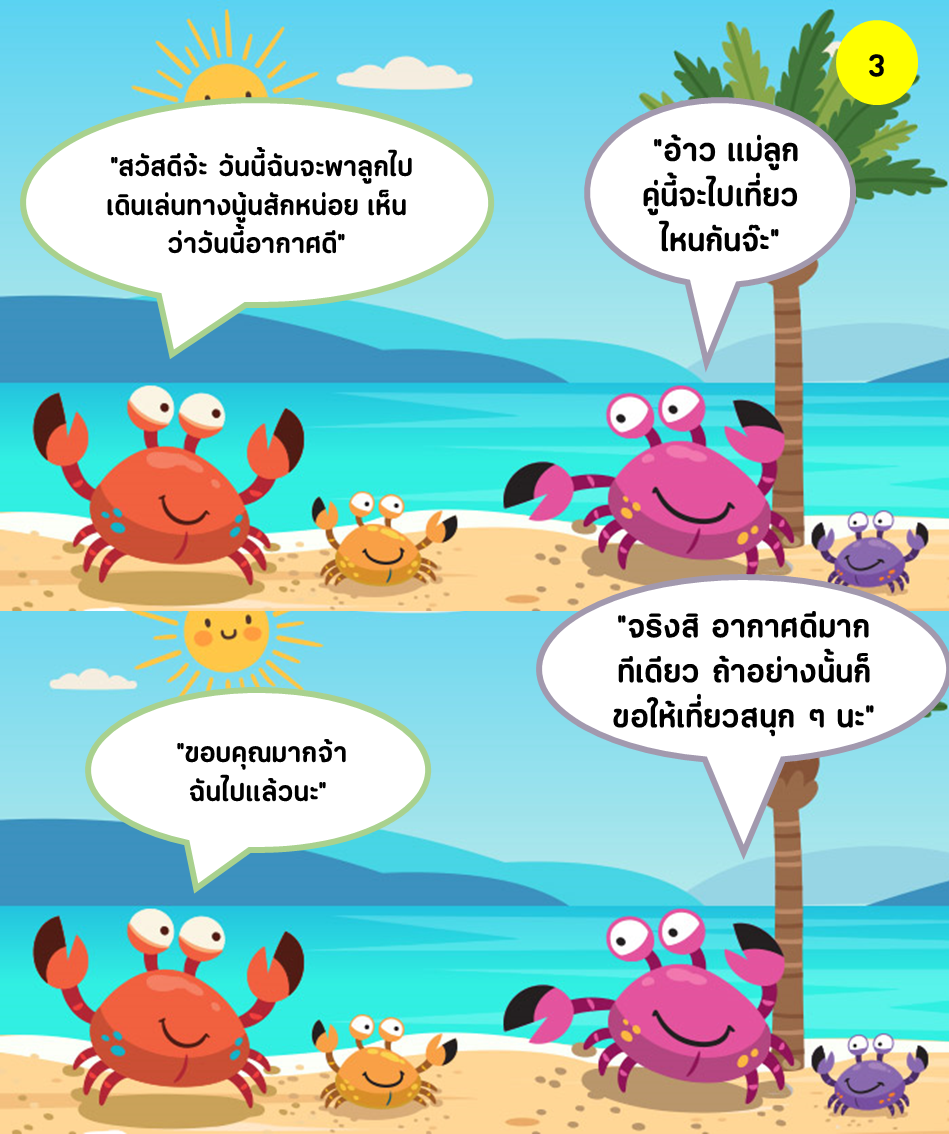 3
"สวัสดีจ้ะ วันนี้ฉันจะพาลูกไป
เดินเล่นทางนู้นสักหน่อย เห็น
ว่าวันนี้อากาศดี"
"อ้าว แม่ลูก
คู่นี้จะไปเที่ยว
ไหนกันจ๊ะ"
"จริงสิ อากาศดีมาก
ทีเดียว ถ้าอย่างนั้นก็
ขอให้เที่ยวสนุก ๆ นะ"
"ขอบคุณมากจ้า
ฉันไปแล้วนะ"